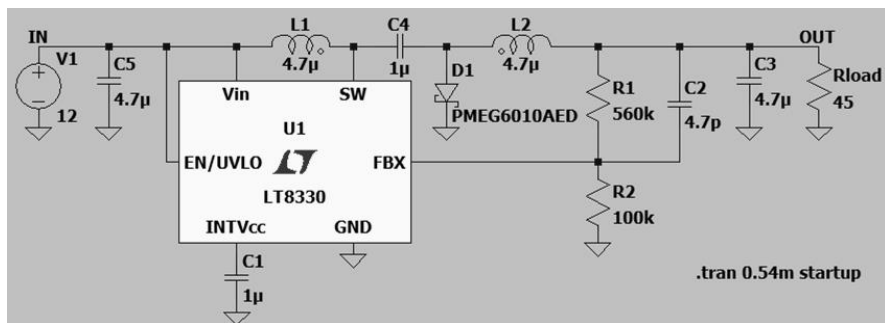 IN
V1
12
C5
4.7µ
L1
4.7µ
C4
1µ
L2
4.7µ
D1
PMEG6010AED
R1
560k
C2
4.7p
C3
4.7µ
OUT
Rload
45
Vin
SW
U1
EN/UVLO
FBX
LT8330
INTVcc
GND
C1
1µ
R2
100k
.tran 0.54m startup